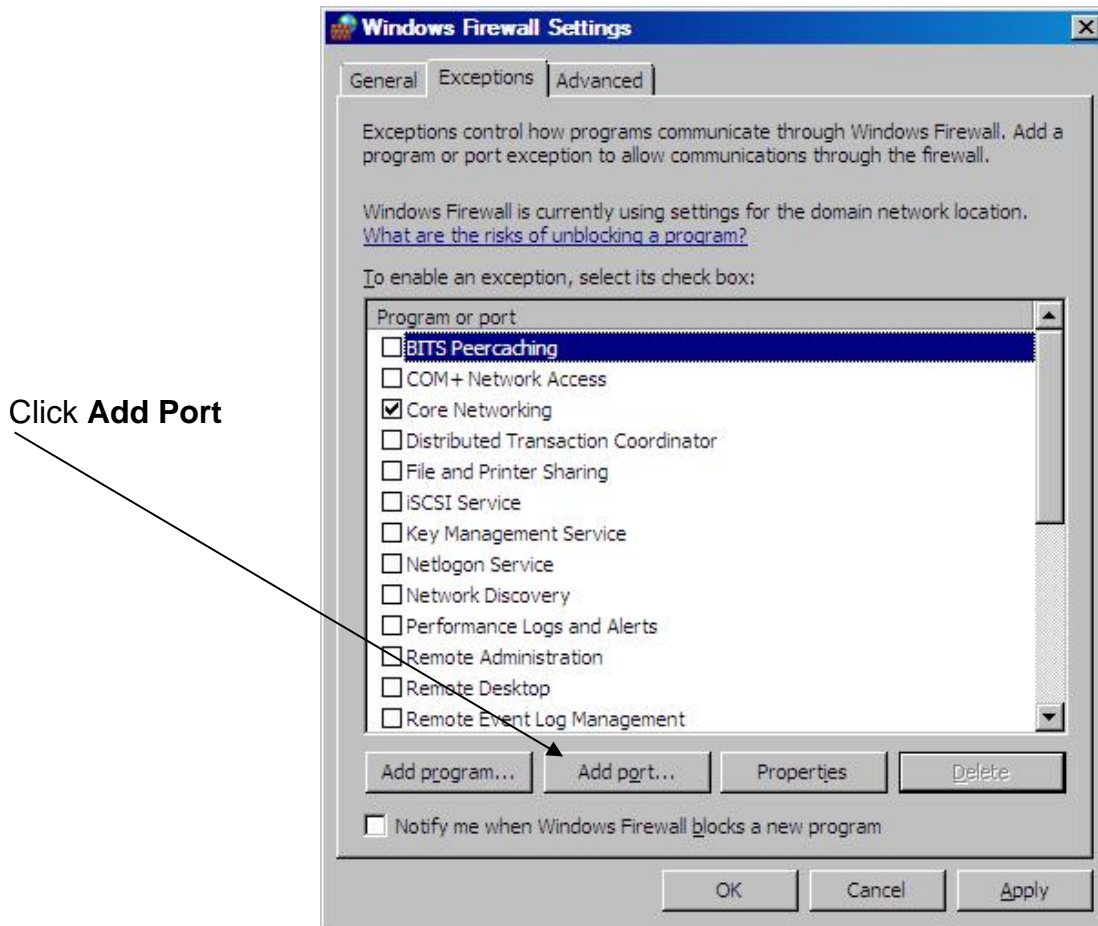 Windows Firewall Settings
General Exceptions Advanced
Exceptions control how programs communicate through Windows Firewall. Add a
program or port exception to allow communications through the firewall.
Windows Firewall is currently using settings for the domain network location.
What are the risks of unblocking a program?
To enable an exception, select its check box:
Program or port
BITS Peercaching
COM+ Network Access
Core Networking
Click Add Port
Distributed Transaction Coordinator
File and Printer Sharing
iSCSI Service
Key Management Service
Netlogon Service
Network Discovery
Performance Logs and Alerts
Remote Administration
Remote Desktop
Remote Event Log Management
Add program... Add port... Properties Delete
Notify me when Windows Firewall blocks a new program
OK Cancel Apply